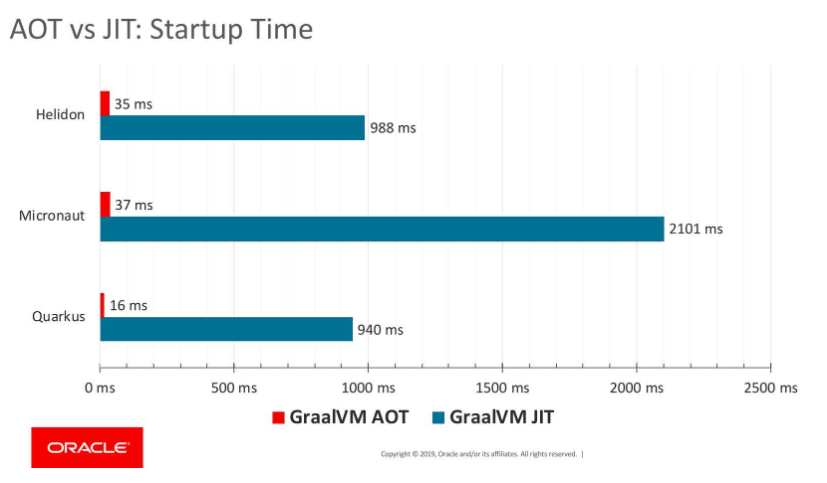 AOT vs JIT: Startup Time
Helidon
35 ms
988 ms
Micronaut
37 ms
2101 ms
Quarkus
16 ms
940 ms
0 ms 500 ms 1000 ms 1500 ms 2000 ms 2500 ms
GraalVM AOT GraalVM JIT
ORACLE
Copyright © 2019, Oracle and/or its affiliates. All rights reserved. |